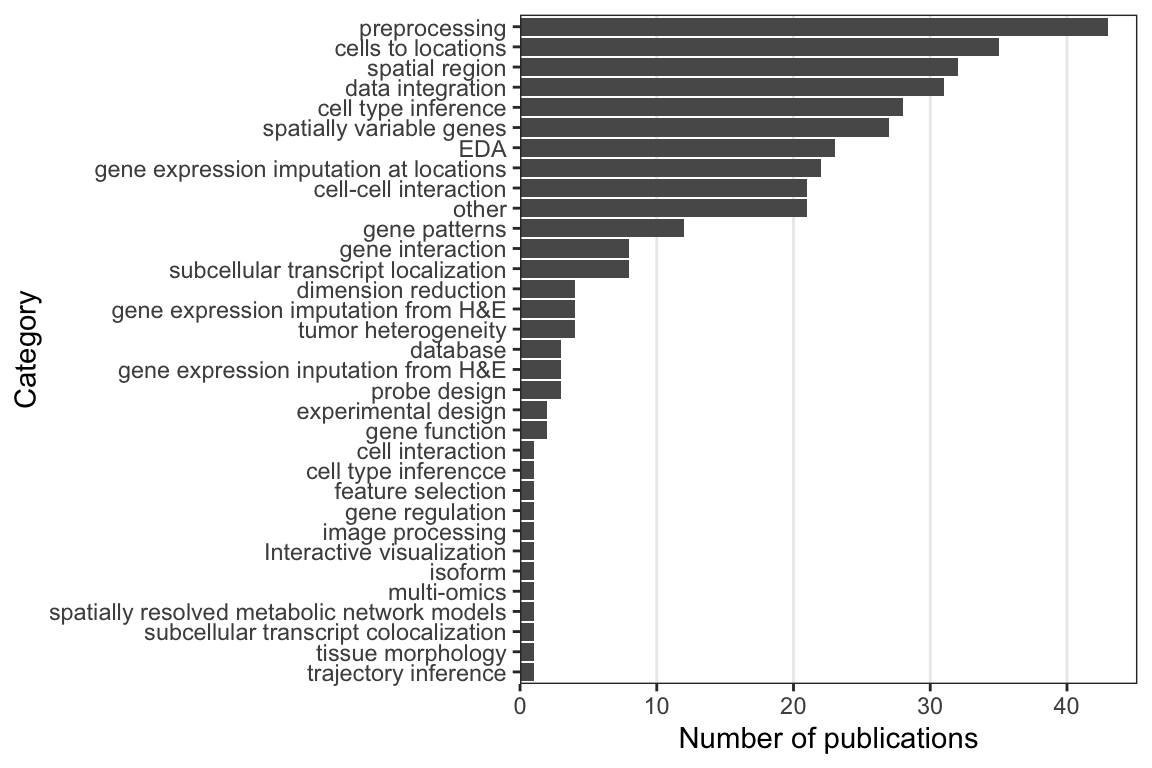 preprocessing
cells to locations
spatial region
data integration
cell type inference
spatially variable genes
EDA
gene expression imputation at locations
cell-cell interaction
other
gene patterns
gene interaction
subcellular transcript localization
dimension reduction
gene expression imputation from H&E
tumor heterogeneity
database
gene expression inputation from H&E
probe design
experimental design
gene function
cell interaction
cell type inferencce
feature selection
gene regulation
image processing
Interactive visualization
isoform
multi-omics
spatially resolved metabolic network models
subcellular transcript colocalization
tissue morphology
trajectory inference
Category
0 10 20 30 40
Number of publications